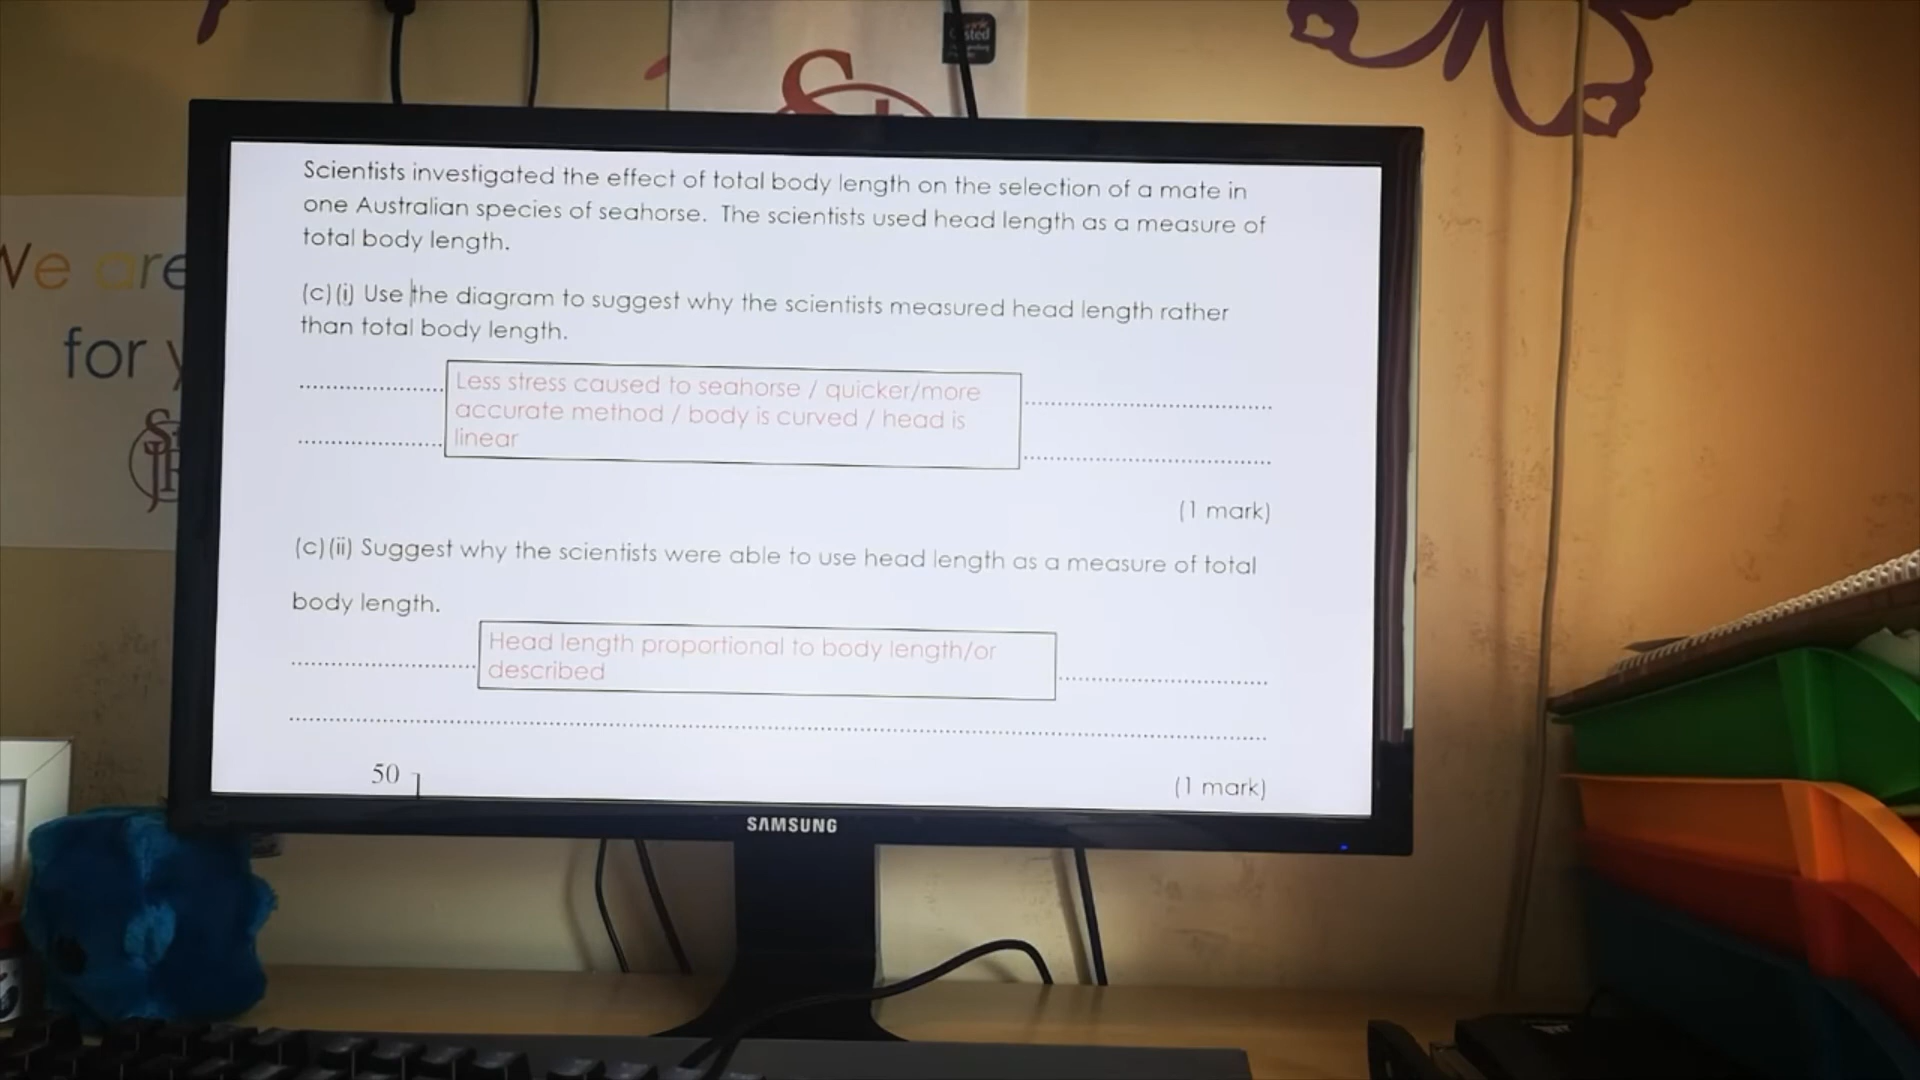 sted
We are
for
Scientists investigated the effect of total body length on the selection of a mate in
one Australian species of seahorse. The scientists used head length as a measure of
total body length.
(c)(i) Use the diagram to suggest why the scientists measured head length rather
than total body length.
Less stress caused to seahorse / quicker/more
accurate method / body is curved / head is
linear
(1 mark)
(c)(ii) Suggest why the scientists were able to use head length as a measure of total
body length.
Head length proportional to body length/or
described
50
(1 mark)
SAMSUNG